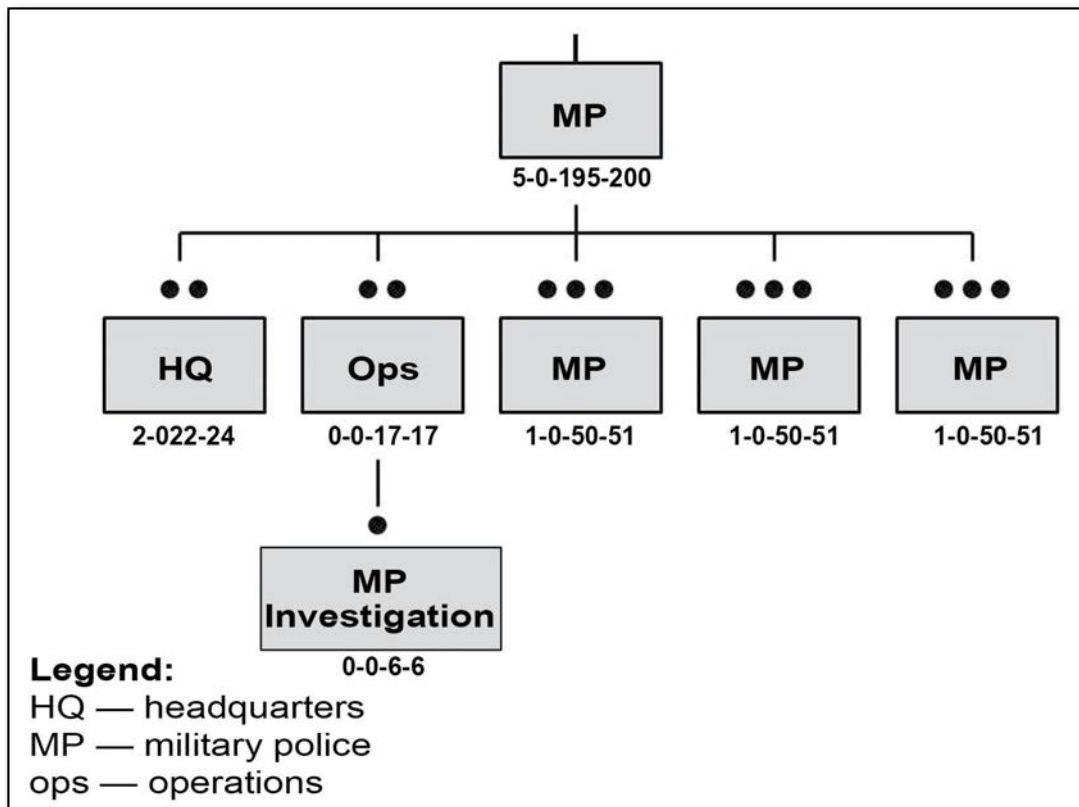 MP
5-0-195-200
HQ
2-022-24
Ops
0-0-17-17
MP
1-0-50-51
MP
1-0-50-51
MP
1-0-50-51
MP
Investigation
0-0-6-6
Legend:
HQ — headquarters
MP — military police
ops — operations